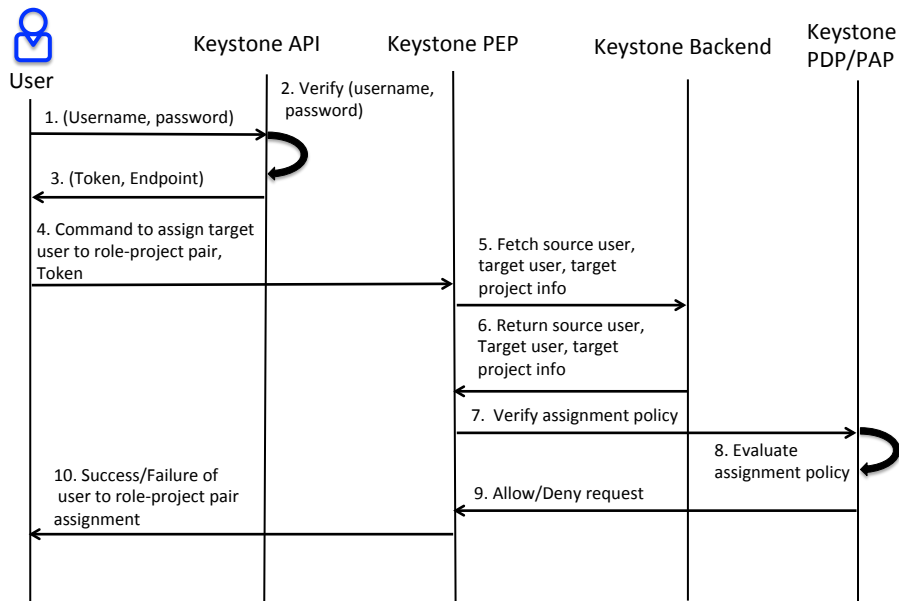 User
Keystone API
Keystone PEP
Keystone Backend
Keystone
PDP/PAP
1. (Username, password)
2. Verify (username,
password)
3. (Token, Endpoint)
4. Command to assign target
user to role-project pair,
Token
5. Fetch source user,
target user, target
project info
6. Return source user,
Target user, target
project info
7. Verify assignment policy
8. Evaluate
assignment policy
9. Allow/Deny request
10. Success/Failure of
user to role-project pair
assignment